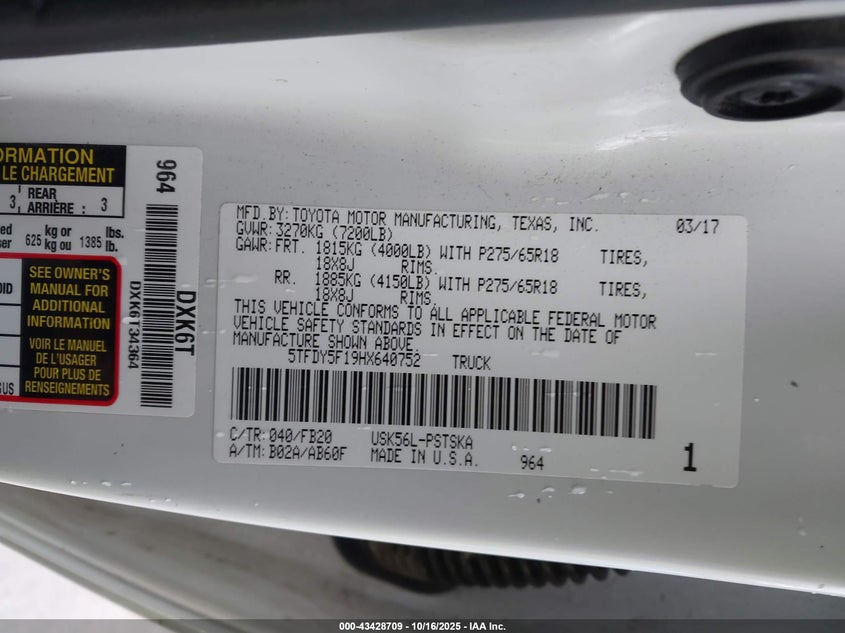 ORMATION
LE CHARGEMENT
3 REAR 3
ARRIÈRE :
625 kg or 1385 lbs.
kg ou lb.
SEE OWNER'S
MANUAL FOR
ADDITIONAL
INFORMATION
VOIR LE MANUEL
DE L'USAGER
POUR PLUS DE
RENSEIGNEMENTS
964
DXK6T
DXK6T34364
MFD BY: TOYOTA MOTOR MANUFACTURING, TEXAS, INC. 03/17
GVWR: 3270KG (7200LB)
GAWR: FRT. 1815KG (4000LB) WITH P275/65R18 TIRES,
18X8J RIMS.
RR. 1885KG (4150LB) WITH P275/65R18 TIRES,
18X8J RIMS.
THIS VEHICLE CONFORMS TO ALL APPLICABLE FEDERAL MOTOR
VEHICLE SAFETY STANDARDS IN EFFECT ON THE DATE OF
MANUFACTURE SHOWN ABOVE.
5TFDY5F19HX640752 TRUCK
C/TR: 040/FB20 USK56L-PSTSKA
A/TM: B02A/AB60F MADE IN U.S.A. 964 1
000-43428709 - 10/16/2025 - IAA Inc.